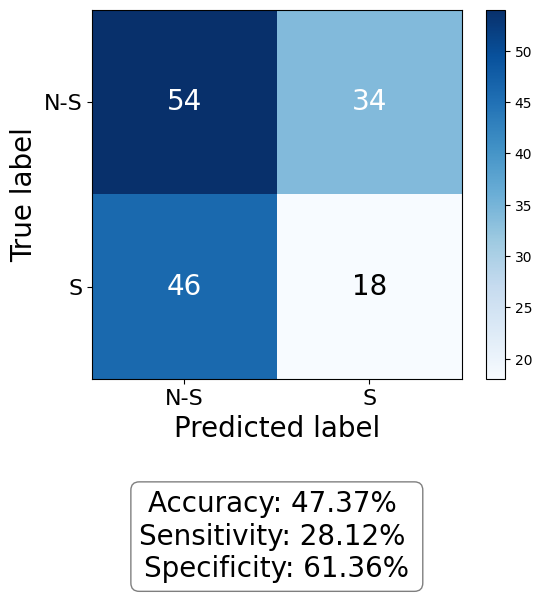 54 34
46 18
N-S
S
True label
N-S S
Predicted label
50
45
40
35
30
25
20
Accuracy: 47.37%
Sensitivity: 28.12%
Specificity: 61.36%